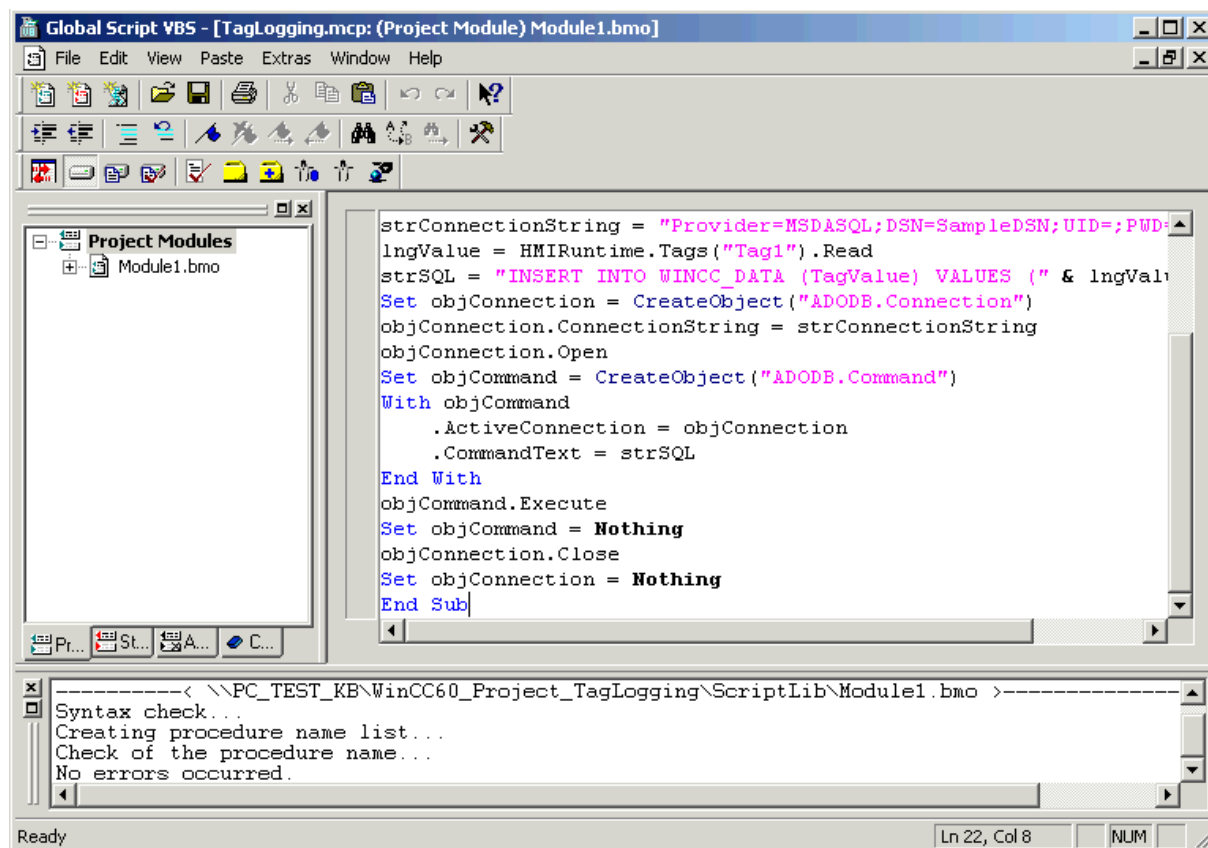 Global Script VBS - [TagLogging.mcp: (Project Module) Module1.bmo]
File Edit View Paste Extras Window Help
Project Modules
Module1.bmo
Pr... St... A... C...
strConnectionString = "Provider=MSDASQL;DSN=SampleDSN;UID=;PWD=
lngValue = HMIRuntime.Tags("Tag1").Read
strSQL = "INSERT INTO WINCC_DATA (TagValue) VALUES (" & lngValu
Set objConnection = CreateObject("ADODB.Connection")
objConnection.ConnectionString = strConnectionString
objConnection.Open
Set objCommand = CreateObject("ADODB.Command")
With objCommand
.ActiveConnection = objConnection
.CommandText = strSQL
End With
objCommand.Execute
Set objCommand = Nothing
objConnection.Close
Set objConnection = Nothing
End Sub
----------< \\PC_TEST_KB\WinCC60_Project_TagLogging\ScriptLib\Module1.bmo >---------------
Syntax check...
Creating procedure name list...
Check of the procedure name...
No errors occurred.
Ready Ln 22, Col 8 NUM